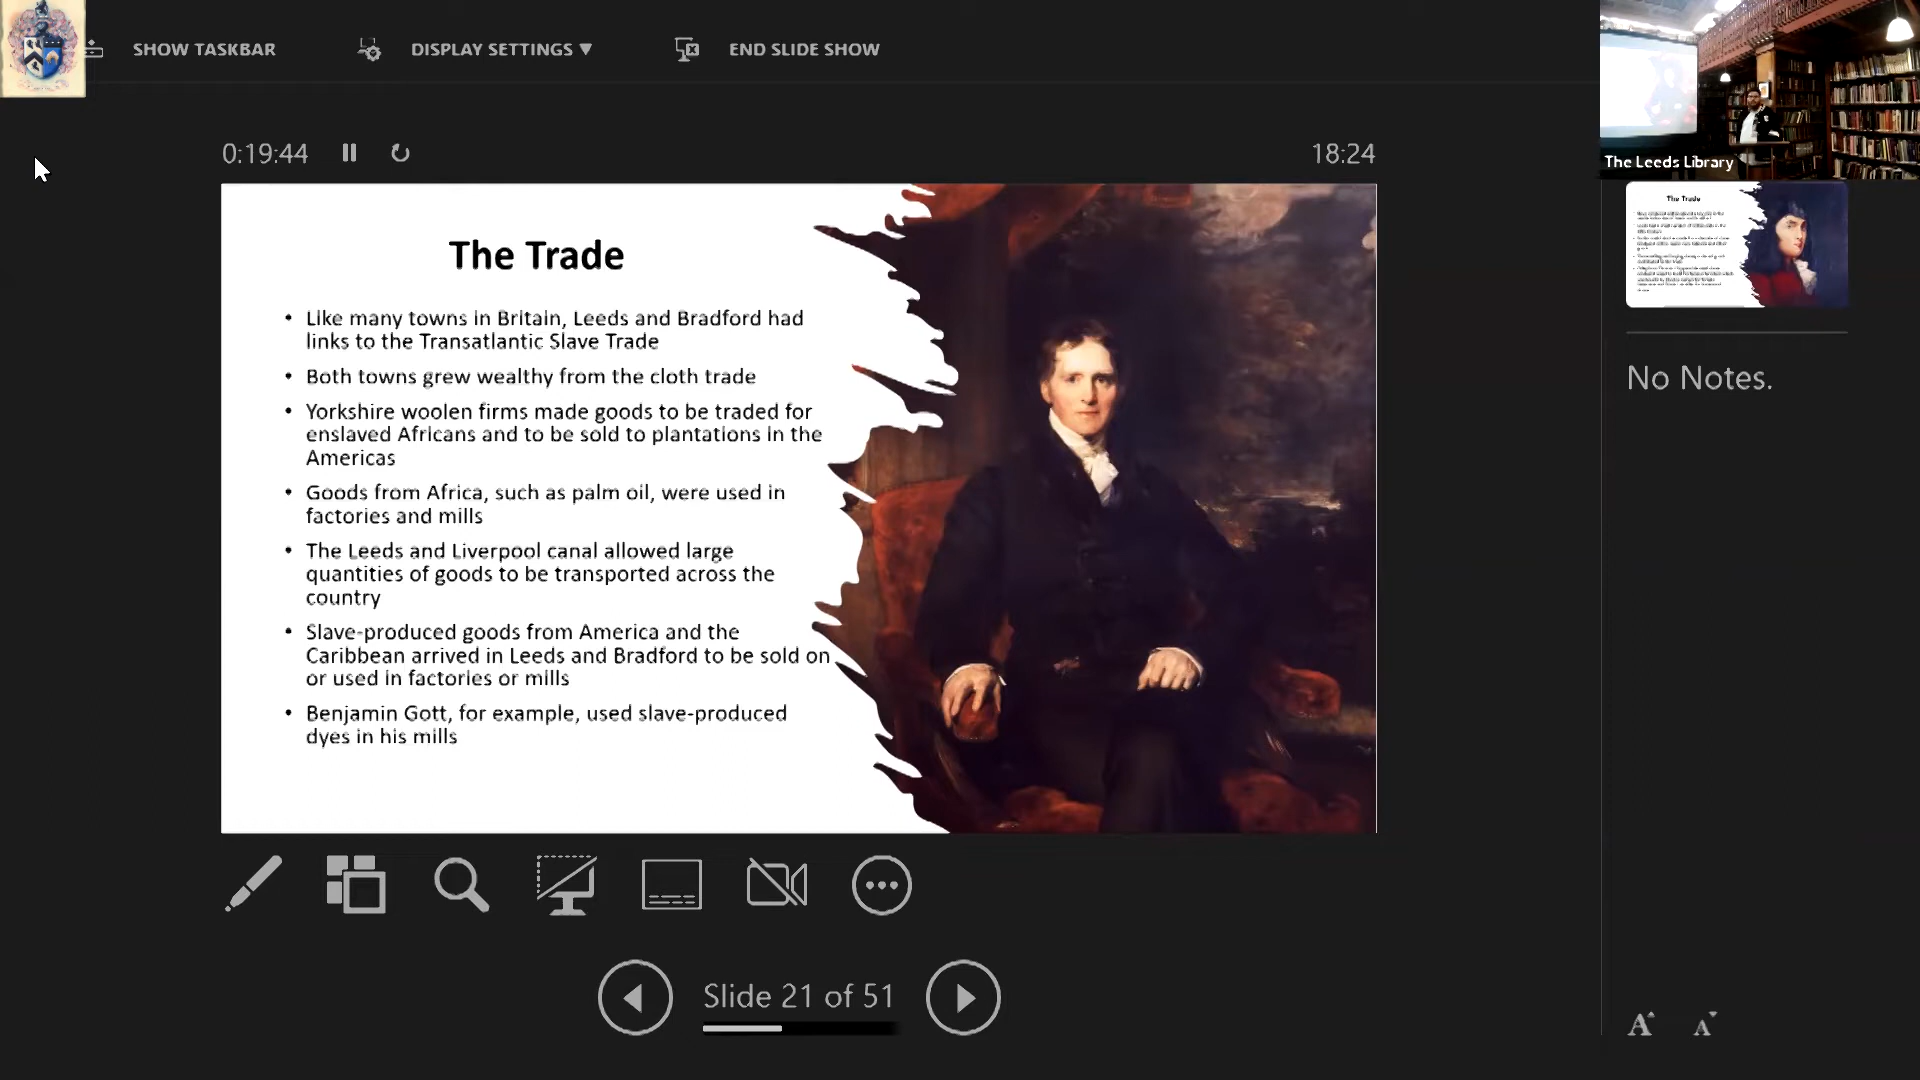 SHOW TASKBAR
DISPLAY SETTINGS ▼
END SLIDE SHOW
The Leeds Library
0:19:44
18:24
The Trade
• Like many towns in Britain, Leeds and Bradford had
links to the Transatlantic Slave Trade
• Both towns grew wealthy from the cloth trade
• Yorkshire woolen firms made goods to be traded for
enslaved Africans and to be sold to plantations in the
Americas
• Goods from Africa, such as palm oil, were used in
factories and mills
• The Leeds and Liverpool canal allowed large
quantities of goods to be transported across the
country
• Slave-produced goods from America and the
Caribbean arrived in Leeds and Bradford to be sold on
or used in factories or mills
• Benjamin Gott, for example, used slave-produced
dyes in his mills
The Trade
No Notes.
Slide 21 of 51
A A